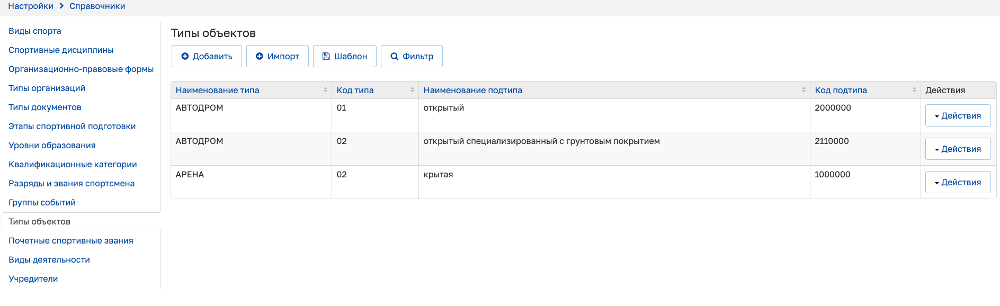 Настройки > Справочники
Виды спорта
Спортивные дисциплины
Организационно-правовые формы
Типы организаций
Типы документов
Этапы спортивной подготовки
Уровни образования
Квалификационные категории
Разряды и звания спортсмена
Группы событий
Типы объектов
Почетные спортивные звания
Виды деятельности
Учредители
Типы объектов
Добавить Импорт Шаблон Фильтр
Наименование типа Код типа Наименование подтипа Код подтипа Действия
АВТОДРОМ 01 открытый 2000000 Действия
АВТОДРОМ 02 открытый специализированный с грунтовым покрытием 2110000 Действия
АРЕНА 02 крытая 1000000 Действия